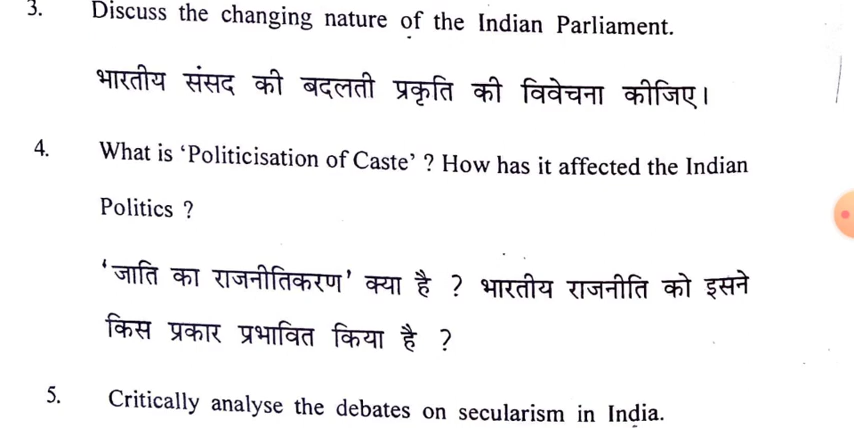 3. Discuss the changing nature of the Indian Parliament.
भारतीय संसद की बदलती प्रकृति की विवेचना कीजिए।
4. What is ‘Politicisation of Caste’ ? How has it affected the Indian
Politics ?
‘जाति का राजनीतिकरण’ क्या है ? भारतीय राजनीति को इसने
किस प्रकार प्रभावित किया है ?
5. Critically analyse the debates on secularism in India.